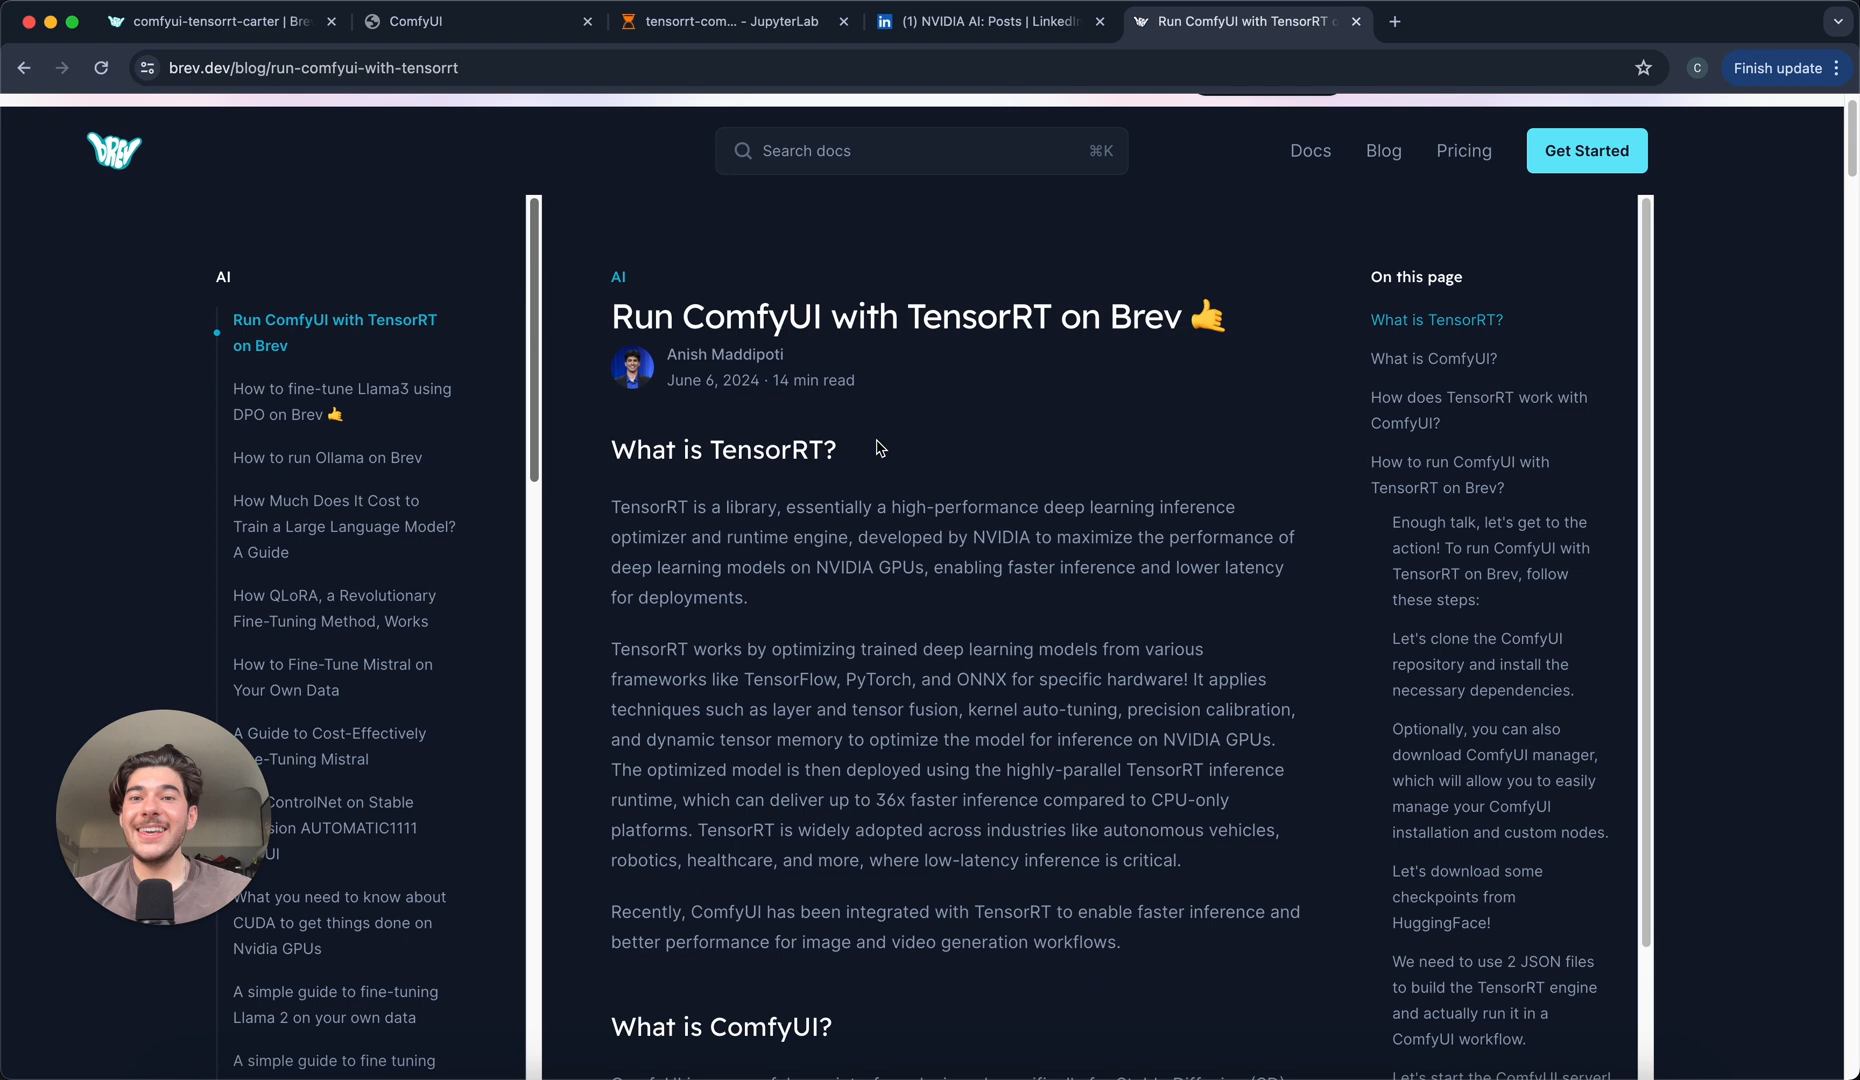 comfyui-tensorrt-carter | Bre
ComfyUI
tensorrt-com... - JupyterLab
(1) NVIDIA AI: Posts | LinkedIn
Run ComfyUI with TensorRT o
brev.dev/blog/run-comfyui-with-tensorrt
C
Finish update
BREV
Search docs
⌘K
Docs
Blog
Pricing
Get Started
AI
Run ComfyUI with TensorRT
on Brev
How to fine-tune Llama3 using
DPO on Brev 🤙
How to run Ollama on Brev
How Much Does It Cost to
Train a Large Language Model?
A Guide
How QLoRA, a Revolutionary
Fine-Tuning Method, Works
How to Fine-Tune Mistral on
Your Own Data
A Guide to Cost-Effectively
e-Tuning Mistral
ControlNet on Stable
sion AUTOMATIC1111
UI
What you need to know about
CUDA to get things done on
Nvidia GPUs
A simple guide to fine-tuning
Llama 2 on your own data
A simple guide to fine tuning
AI
Run ComfyUI with TensorRT on Brev 🤙
Anish Maddipoti
June 6, 2024 · 14 min read
What is TensorRT?
TensorRT is a library, essentially a high-performance deep learning inference
optimizer and runtime engine, developed by NVIDIA to maximize the performance of
deep learning models on NVIDIA GPUs, enabling faster inference and lower latency
for deployments.
TensorRT works by optimizing trained deep learning models from various
frameworks like TensorFlow, PyTorch, and ONNX for specific hardware! It applies
techniques such as layer and tensor fusion, kernel auto-tuning, precision calibration,
and dynamic tensor memory to optimize the model for inference on NVIDIA GPUs.
The optimized model is then deployed using the highly-parallel TensorRT inference
runtime, which can deliver up to 36x faster inference compared to CPU-only
platforms. TensorRT is widely adopted across industries like autonomous vehicles,
robotics, healthcare, and more, where low-latency inference is critical.
Recently, ComfyUI has been integrated with TensorRT to enable faster inference and
better performance for image and video generation workflows.
What is ComfyUI?
On this page
What is TensorRT?
What is ComfyUI?
How does TensorRT work with
ComfyUI?
How to run ComfyUI with
TensorRT on Brev?
Enough talk, let's get to the
action! To run ComfyUI with
TensorRT on Brev, follow
these steps:
Let's clone the ComfyUI
repository and install the
necessary dependencies.
Optionally, you can also
download ComfyUI manager,
which will allow you to easily
manage your ComfyUI
installation and custom nodes.
Let's download some
checkpoints from
HuggingFace!
We need to use 2 JSON files
to build the TensorRT engine
and actually run it in a
ComfyUI workflow.
Let's start the ComfyUI server!